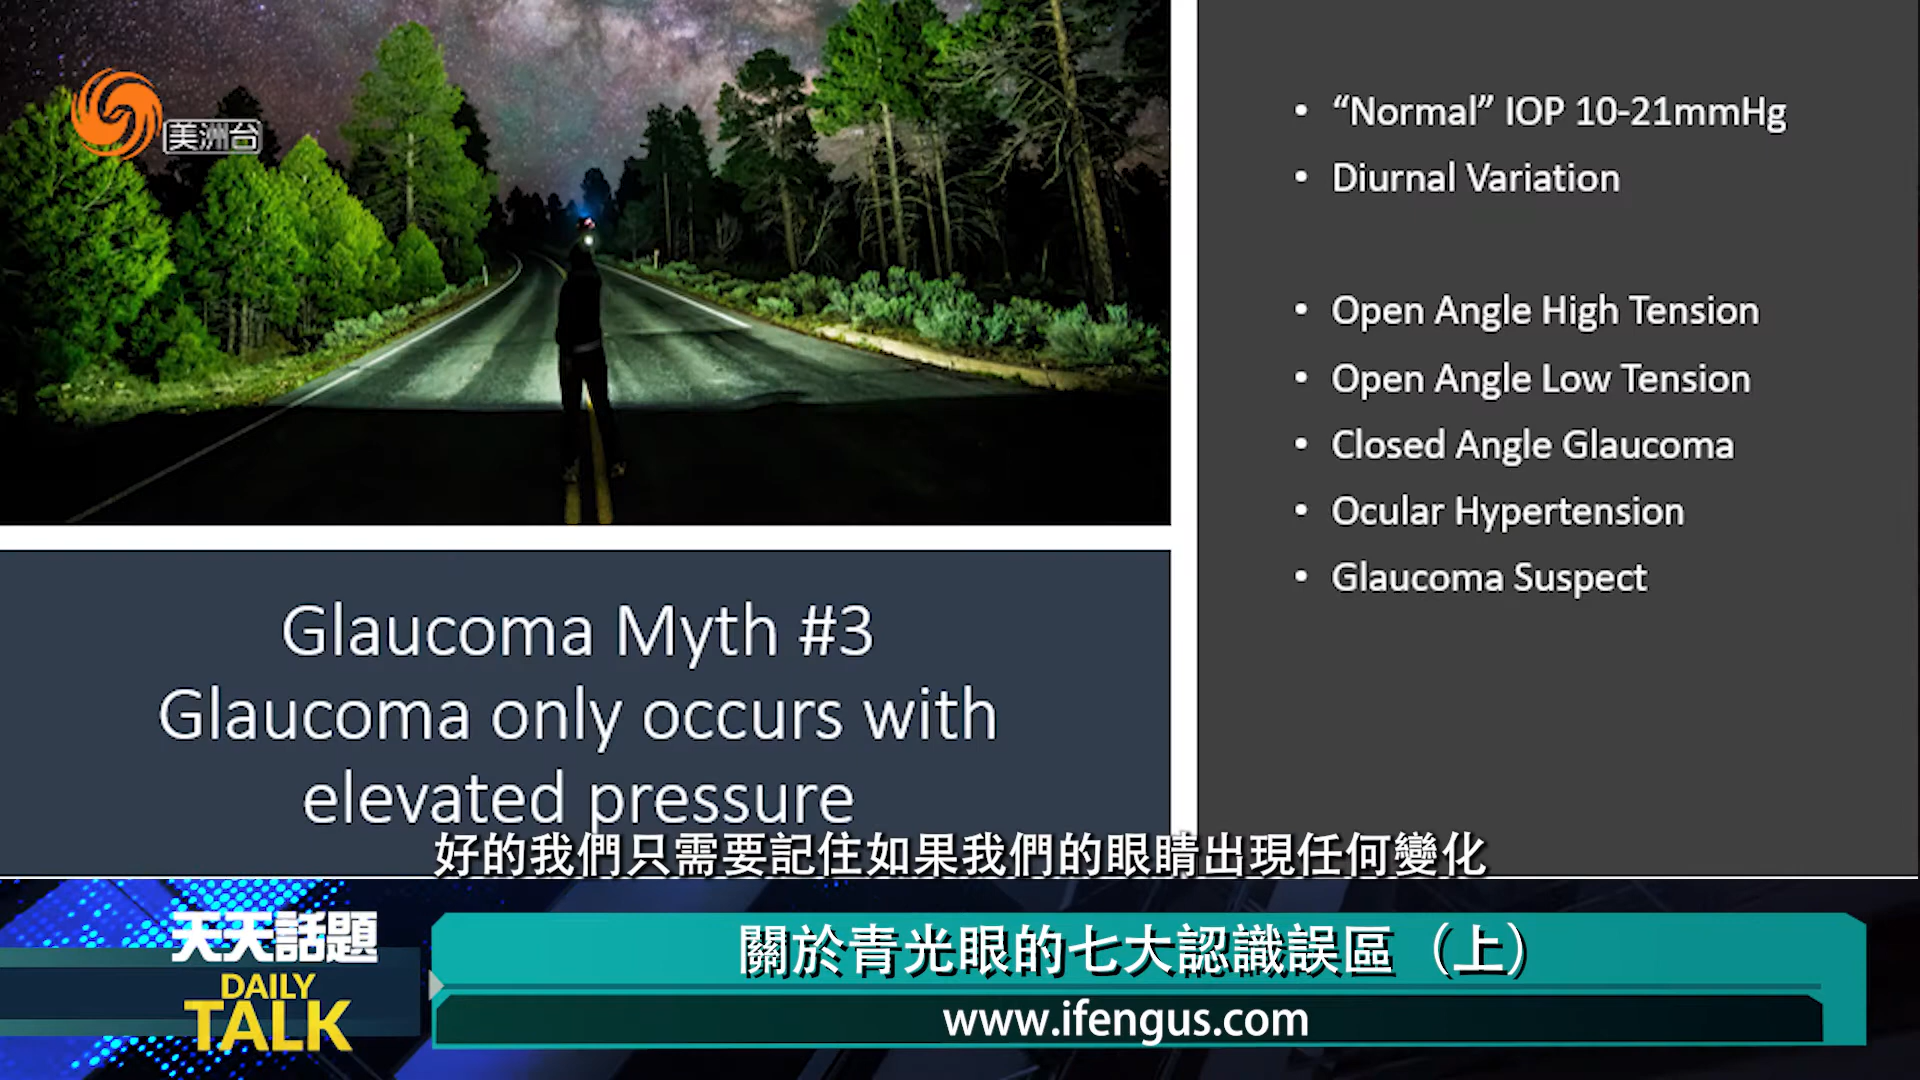 美洲台
“Normal” IOP 10-21mmHg
Diurnal Variation
Open Angle High Tension
Open Angle Low Tension
Closed Angle Glaucoma
Ocular Hypertension
Glaucoma Suspect
Glaucoma Myth #3
Glaucoma only occurs with
elevated pressure
好的我們只需要記住如果我們的眼睛出現任何變化
天天話題
DAILY
TALK
關於青光眼的七大認識誤區（上）
www.ifengus.com